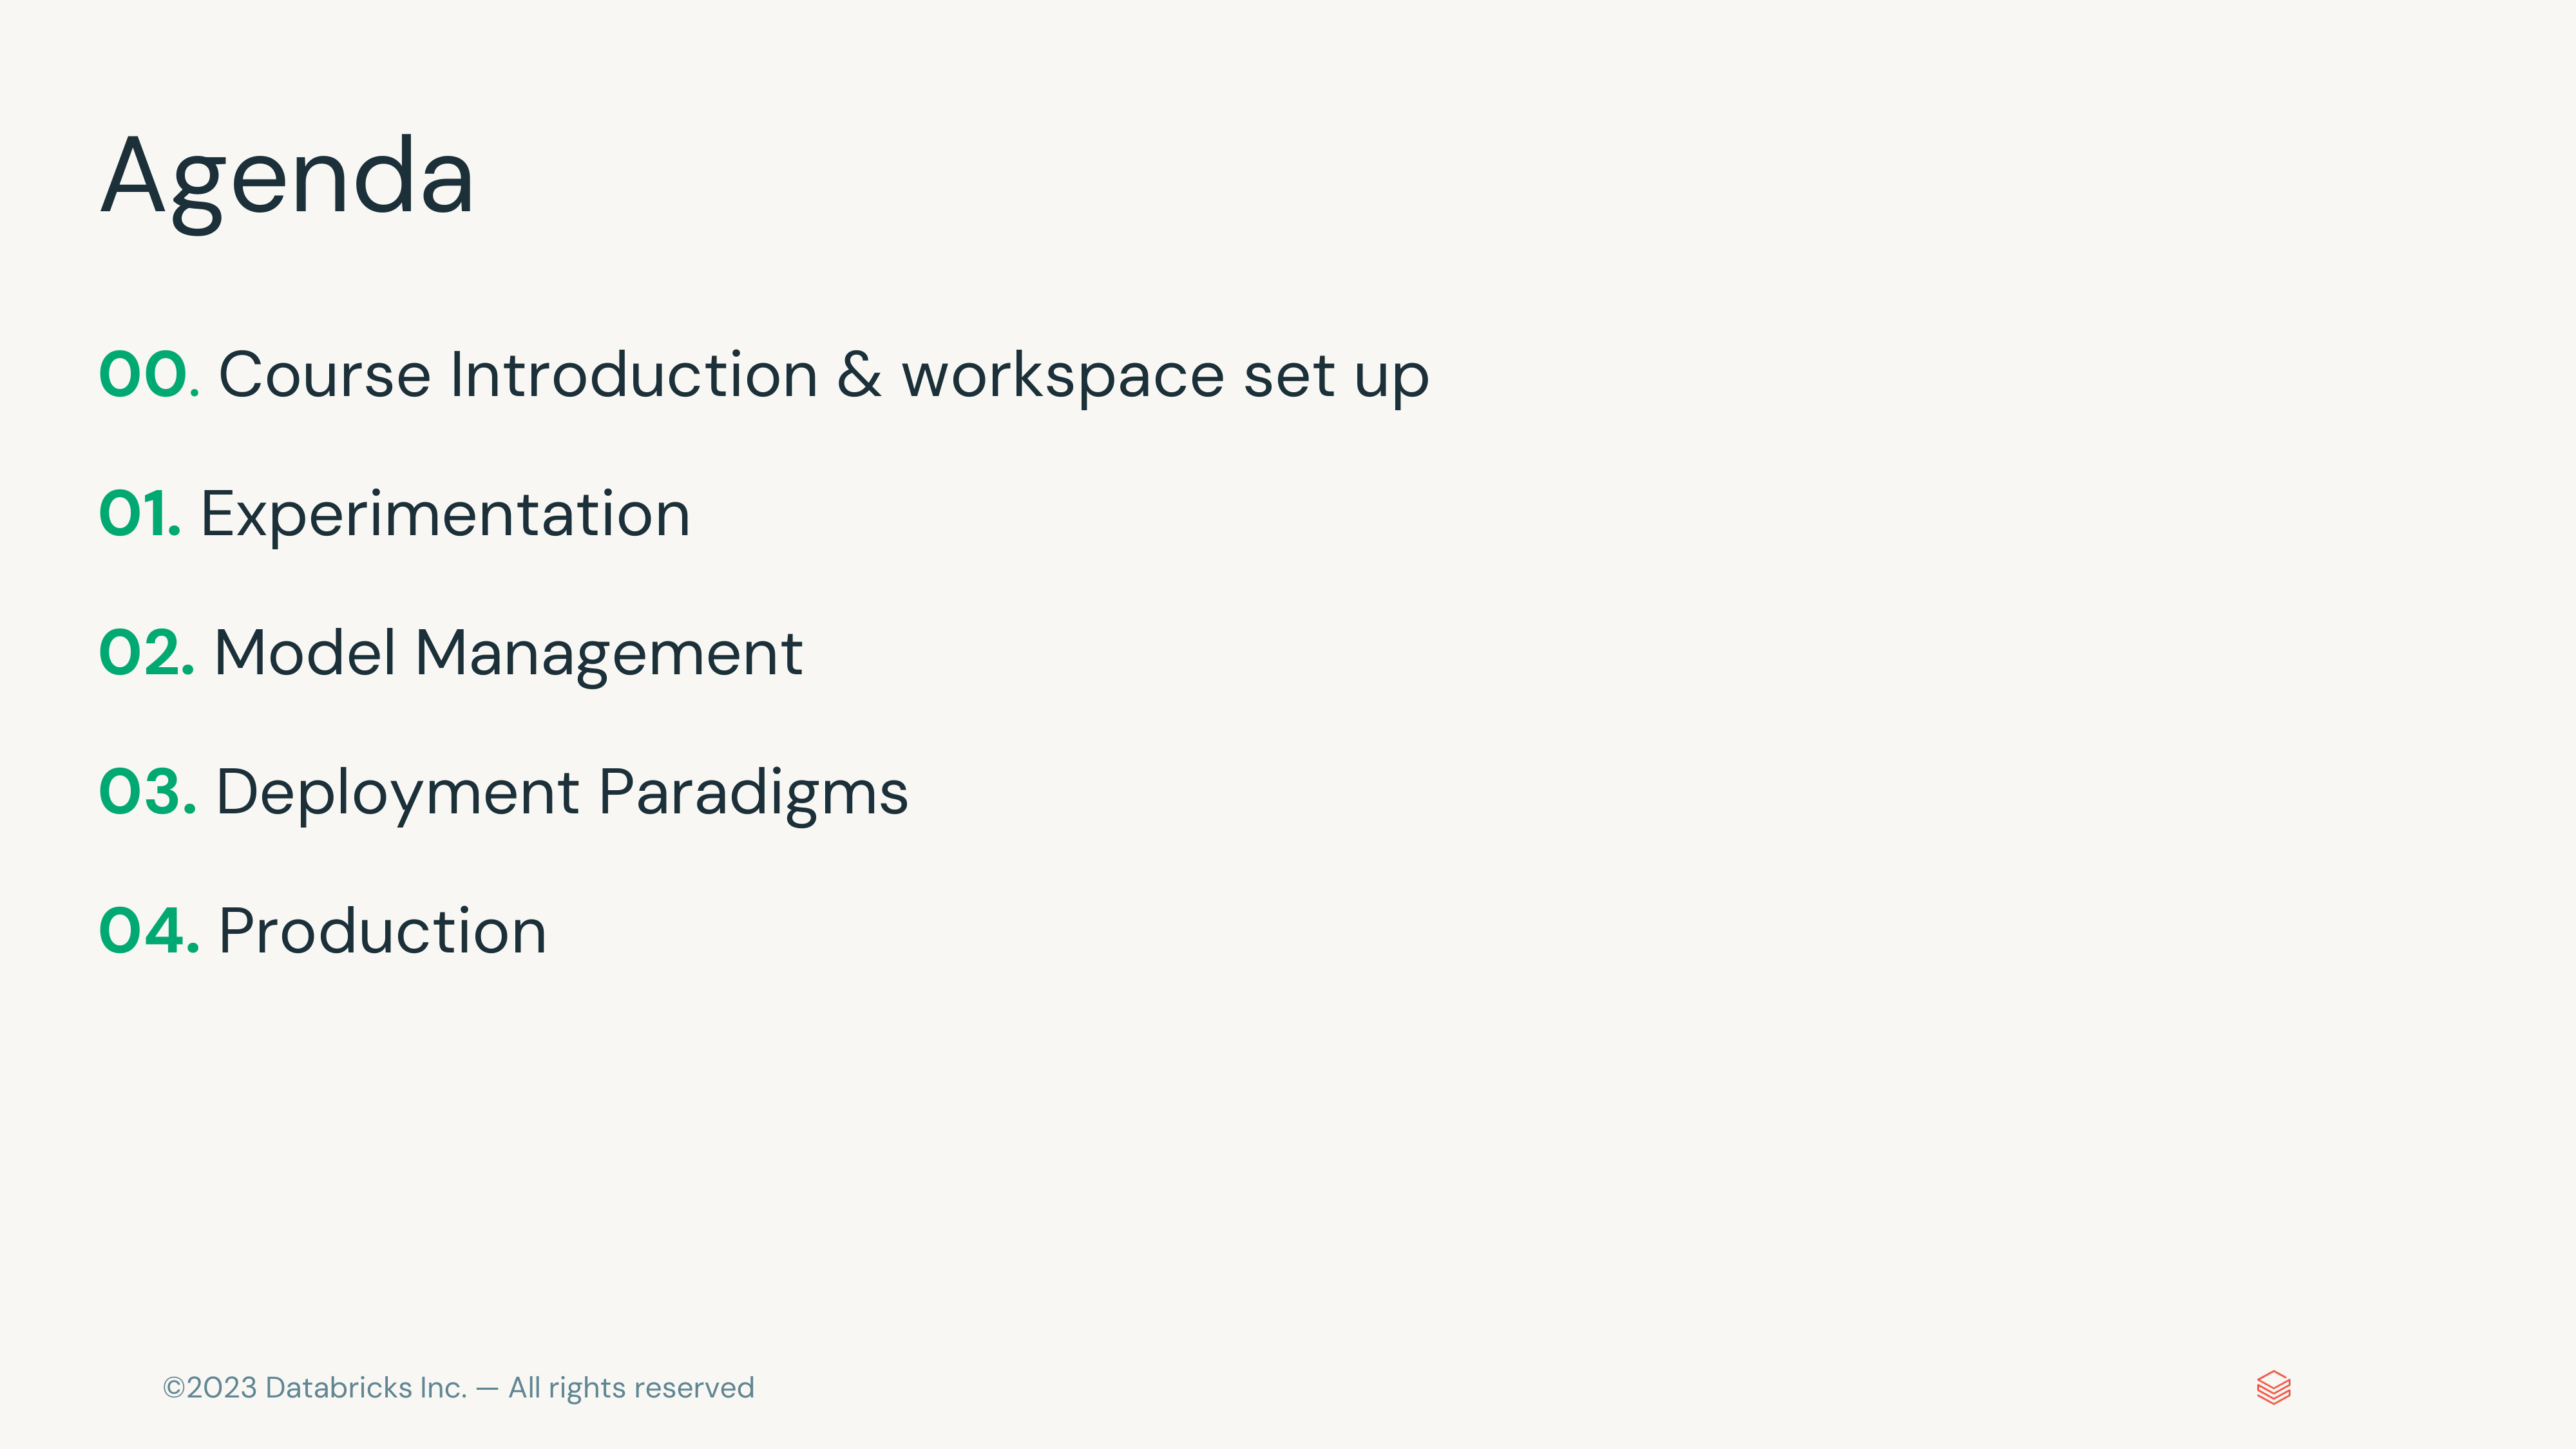 Agenda
00. Course Introduction & workspace set up
01. Experimentation
02. Model Management
03. Deployment Paradigms
04. Production
©2023 Databricks Inc. — All rights reserved